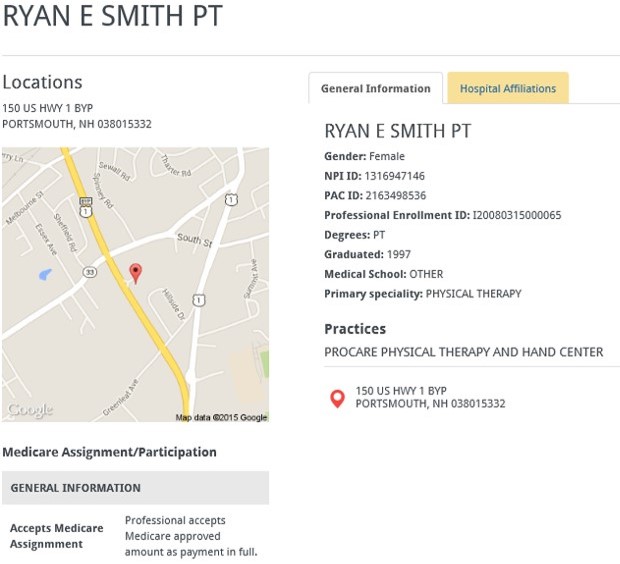 RYAN E SMITH PT
Locations
150 US HWY 1 BYP
PORTSMOUTH, NH 038015332
erry Ln
Sewall Rd
Thaxter Rd
Spinney Rd
BYP
1
1
Melbourne St
Sheffield Rd
Essex Ave
South St
33
Hillside Dr
1
Summit Ave
Greenleaf Ave
Google
Map data ©2015 Google
Medicare Assignment/Participation
GENERAL INFORMATION
Accepts Medicare
Assignmment
Professional accepts
Medicare approved
amount as payment in full.
General Information
Hospital Affiliations
RYAN E SMITH PT
Gender: Female
NPI ID: 1316947146
PAC ID: 2163498536
Professional Enrollment ID: I20080315000065
Degrees: PT
Graduated: 1997
Medical School: OTHER
Primary speciality: PHYSICAL THERAPY
Practices
PROCARE PHYSICAL THERAPY AND HAND CENTER
150 US HWY 1 BYP
PORTSMOUTH, NH 038015332